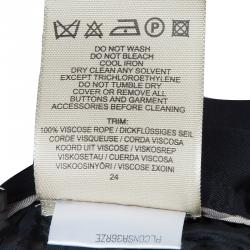 DO NOT WASH
DO NOT BLEACH
COOL IRON
DRY CLEAN ANY SOLVENT
EXCEPT TRICHLOROETHYLENE
DO NOT TUMBLE DRY
COVER OR REMOVE ALL
BUTTONS AND GARMENT
ACCESSORIES BEFORE CLEANING
TRIM:
100% VISCOSE ROPE / DICKFLÜSSIGES SEIL
CORDE VISQUEUSE / CORDA VISCOSA
KOORD UIT VISCOSE / VISKOSREP
VISKOSETAU / CUERDA VISCOSA
VISKOOSINYÖRI / VISCOSE ΣΧΟΙΝΙ
24